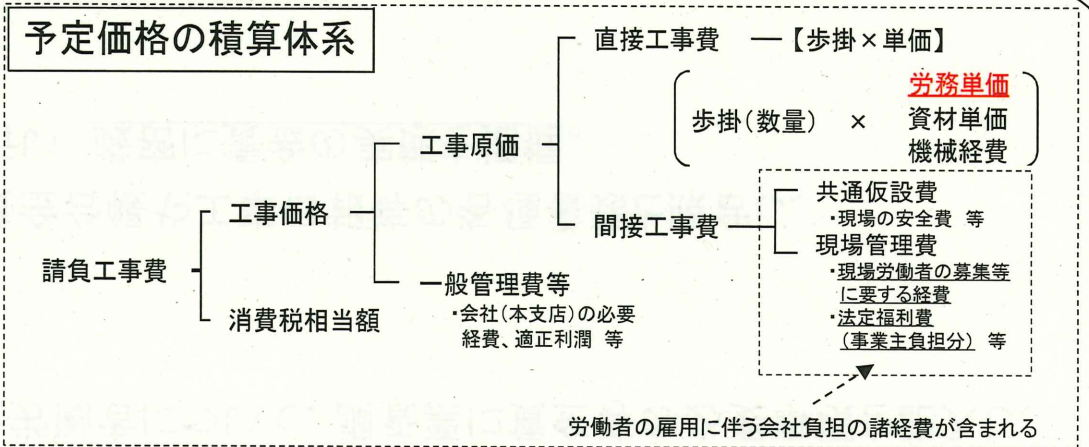 予定価格の積算体系
直接工事費 ― 【歩掛×単価】
労務単価
歩掛(数量) × 資材単価
機械経費
工事原価
共通仮設費
・現場の安全費 等
工事価格
間接工事費
現場管理費
請負工事費
・現場労働者の募集等
に要する経費
一般管理費等
・会社(本支店)の必要
経費、適正利潤 等
消費税相当額
・法定福利費
(事業主負担分) 等
労働者の雇用に伴う会社負担の諸経費が含まれる